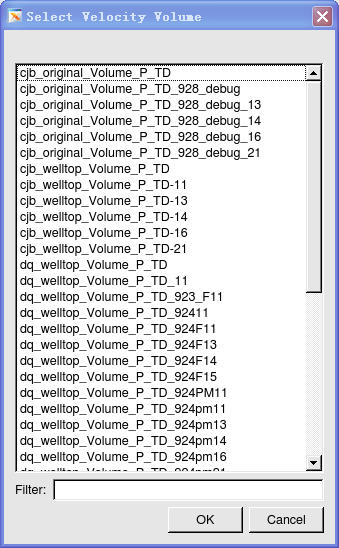 Select Velocity Volume
cjb_original_Volume_P_TD
cjb_original_Volume_P_TD_928_debug
cjb_original_Volume_P_TD_928_debug_13
cjb_original_Volume_P_TD_928_debug_14
cjb_original_Volume_P_TD_928_debug_16
cjb_original_Volume_P_TD_928_debug_21
cjb_welltop_Volume_P_TD
cjb_welltop_Volume_P_TD-11
cjb_welltop_Volume_P_TD-13
cjb_welltop_Volume_P_TD-14
cjb_welltop_Volume_P_TD-16
cjb_welltop_Volume_P_TD-21
dq_welltop_Volume_P_TD
dq_welltop_Volume_P_TD_11
dq_welltop_Volume_P_TD_923_F11
dq_welltop_Volume_P_TD_92411
dq_welltop_Volume_P_TD_924F11
dq_welltop_Volume_P_TD_924F13
dq_welltop_Volume_P_TD_924F14
dq_welltop_Volume_P_TD_924F15
dq_welltop_Volume_P_TD_924PM11
dq_welltop_Volume_P_TD_924pm11
dq_welltop_Volume_P_TD_924pm13
dq_welltop_Volume_P_TD_924pm14
dq_welltop_Volume_P_TD_924pm16
dq_welltop_Volume_P_TD_924pm21
Filter:
OK Cancel